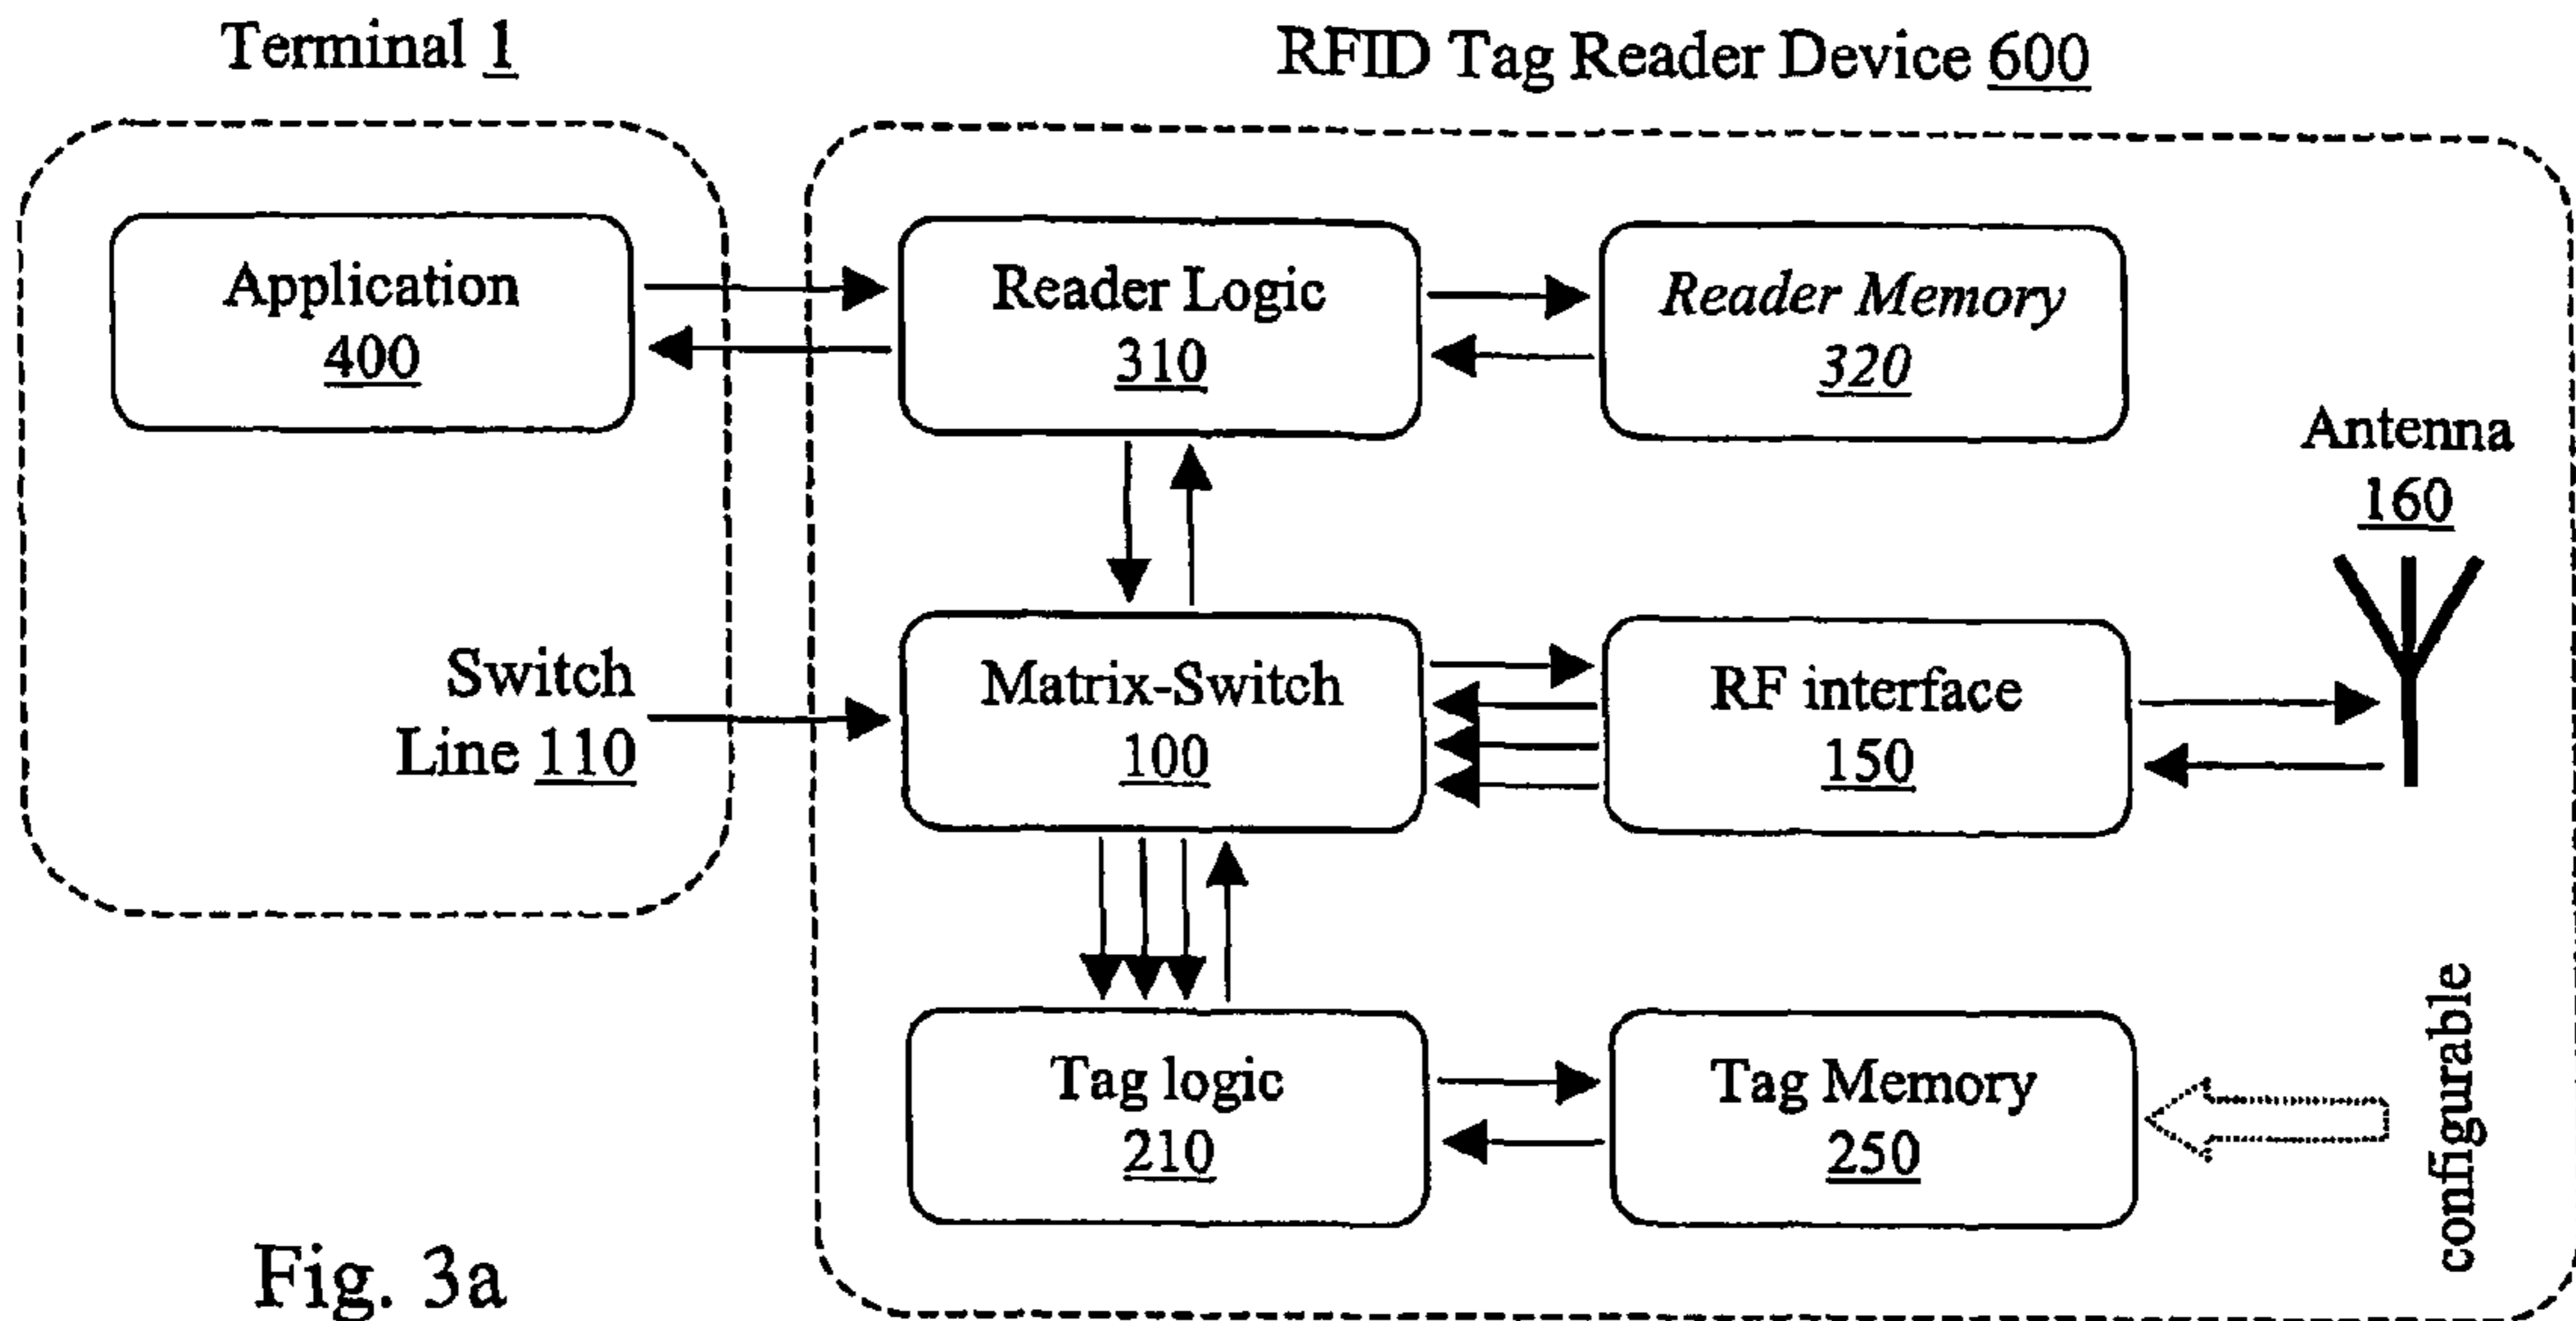 Terminal 1
RFID Tag Reader Device 600
Application
400
Reader Logic
310
Reader Memory
320
Antenna
160
Switch
Line 110
Matrix-Switch
100
RF interface
150
Tag logic
210
Tag Memory
250
configurable
Fig. 3a